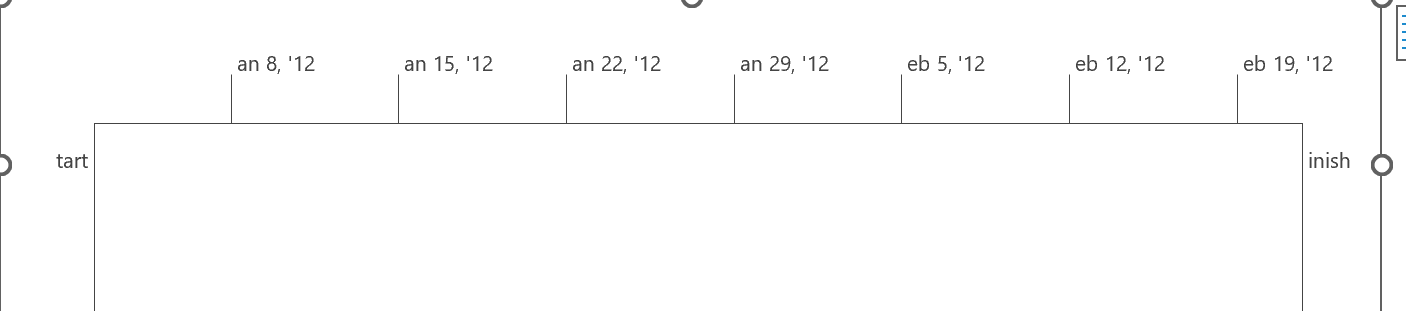 an 8, '12 an 15, '12 an 22, '12 an 29, '12 eb 5, '12 eb 12, '12 eb 19, '12
tart inish